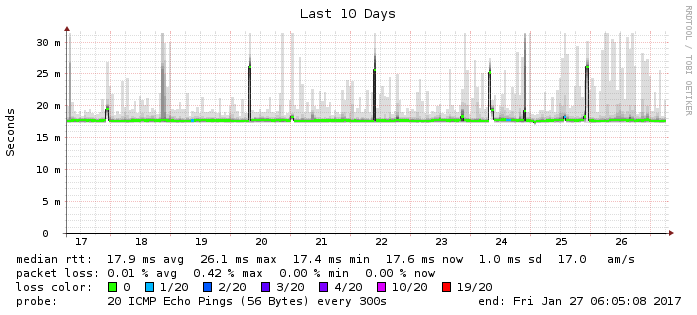 Last 10 Days
RRDTOOL / TOBI OETIKER
Seconds
30 m
25 m
20 m
15 m
10 m
5 m
0
17 18 19 20 21 22 23 24 25 26
median rtt: 17.9 ms avg 26.1 ms max 17.4 ms min 17.6 ms now 1.0 ms sd 17.0 am/s
packet loss: 0.01 % avg 0.42 % max 0.00 % min 0.00 % now
loss color: 0 1/20 2/20 3/20 4/20 10/20 19/20
probe: 20 ICMP Echo Pings (56 Bytes) every 300s end: Fri Jan 27 06:05:08 2017